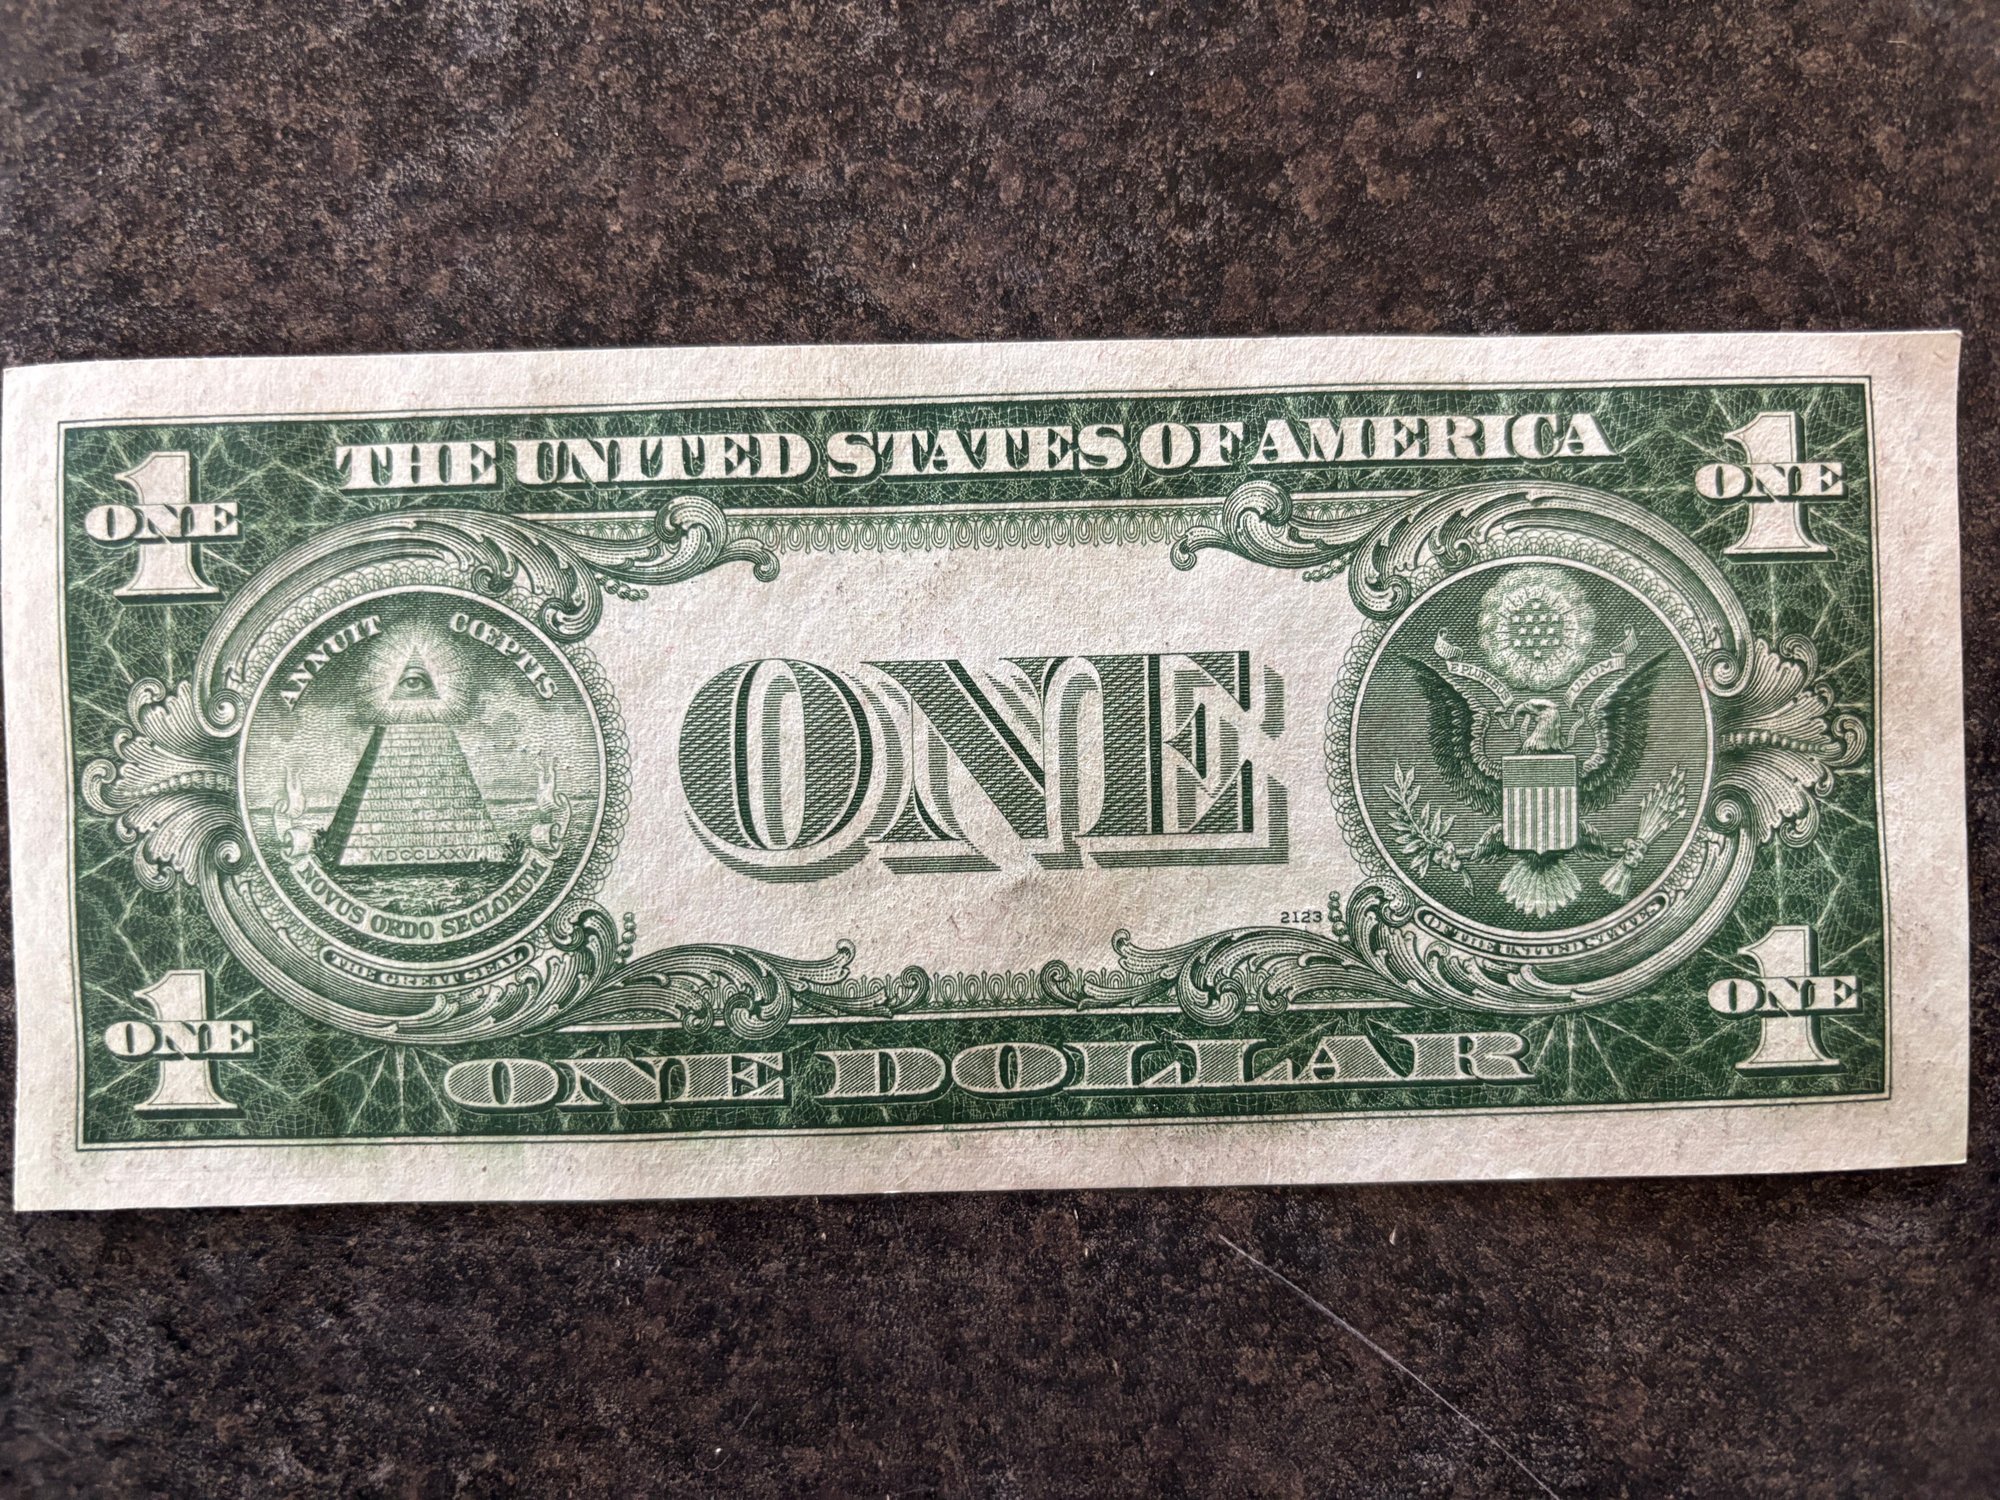 THE UNITED STATES OF AMERICA
1
ONE
1
ONE
ANNUIT CŒPTIS
MDCCLXXVI
NOVUS ORDO SECLORUM
THE GREAT SEAL
ONE
E PLURIBUS UNUM
OF THE UNITED STATES
2123
1
ONE
1
ONE
ONE DOLLAR